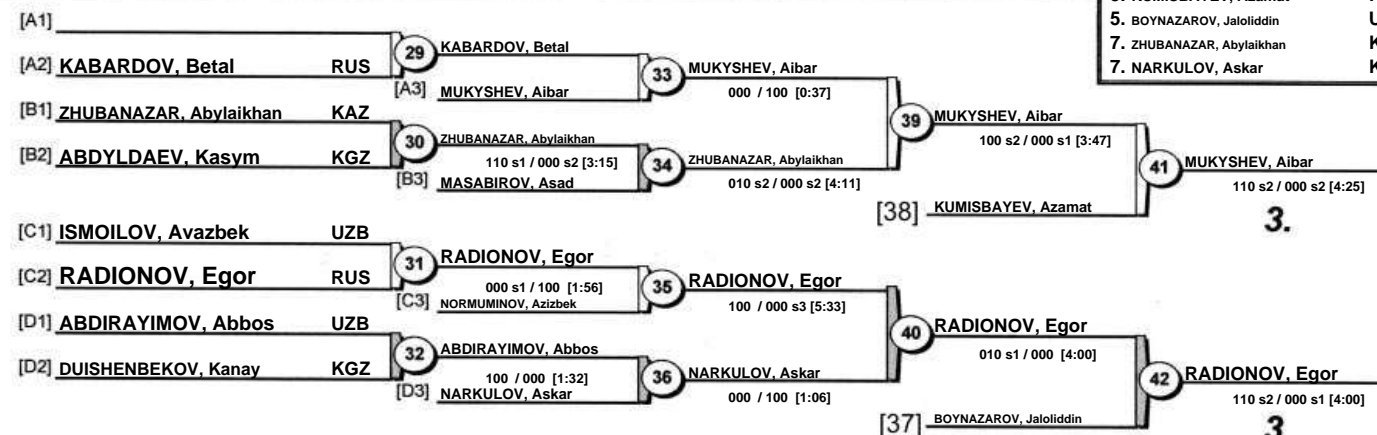 5. BOYNAZAROV, Jaloliddin
7. ZHUBANAZAR, Abylaikhan
7. NARKULOV, Askar
[A1]
[A2] KABARDOV, Betal RUS
29
KABARDOV, Betal
[A3] MUKYSHEV, Aibar
33
MUKYSHEV, Aibar
000 / 100 [0:37]
[B1] ZHUBANAZAR, Abylaikhan KAZ
[B2] ABDYLDAEV, Kasym KGZ
30
ZHUBANAZAR, Abylaikhan
110 s1 / 000 s2 [3:15]
[B3] MASABIROV, Asad
34
ZHUBANAZAR, Abylaikhan
010 s2 / 000 s2 [4:11]
39
MUKYSHEV, Aibar
100 s2 / 000 s1 [3:47]
[38] KUMISBAYEV, Azamat
41
MUKYSHEV, Aibar
110 s2 / 000 s2 [4:25]
3.
[C1] ISMOILOV, Avazbek UZB
[C2] RADIONOV, Egor RUS
31
RADIONOV, Egor
000 s1 / 100 [1:56]
[C3] NORMUMINOV, Azizbek
35
RADIONOV, Egor
100 / 000 s3 [5:33]
[D1] ABDIRAYIMOV, Abbos UZB
[D2] DUISHENBEKOV, Kanay KGZ
32
ABDIRAYIMOV, Abbos
100 / 000 [1:32]
[D3] NARKULOV, Askar
36
NARKULOV, Askar
000 / 100 [1:06]
40
RADIONOV, Egor
010 s1 / 000 [4:00]
[37] BOYNAZAROV, Jaloliddin
42
RADIONOV, Egor
110 s2 / 000 s1 [4:00]
3